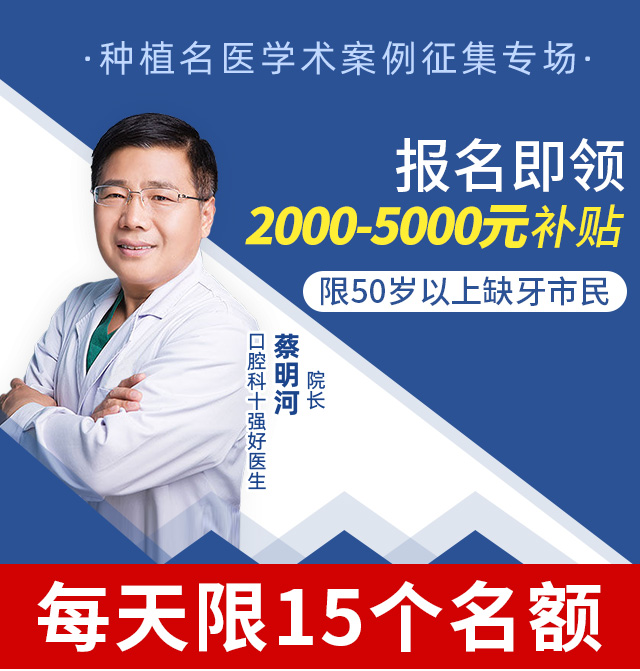 ·种植名医学术案例征集专场·
报名即领
2000-5000元补贴
限50岁以上缺牙市民
蔡明河 院长
口腔科十强好医生
每天限15个名额